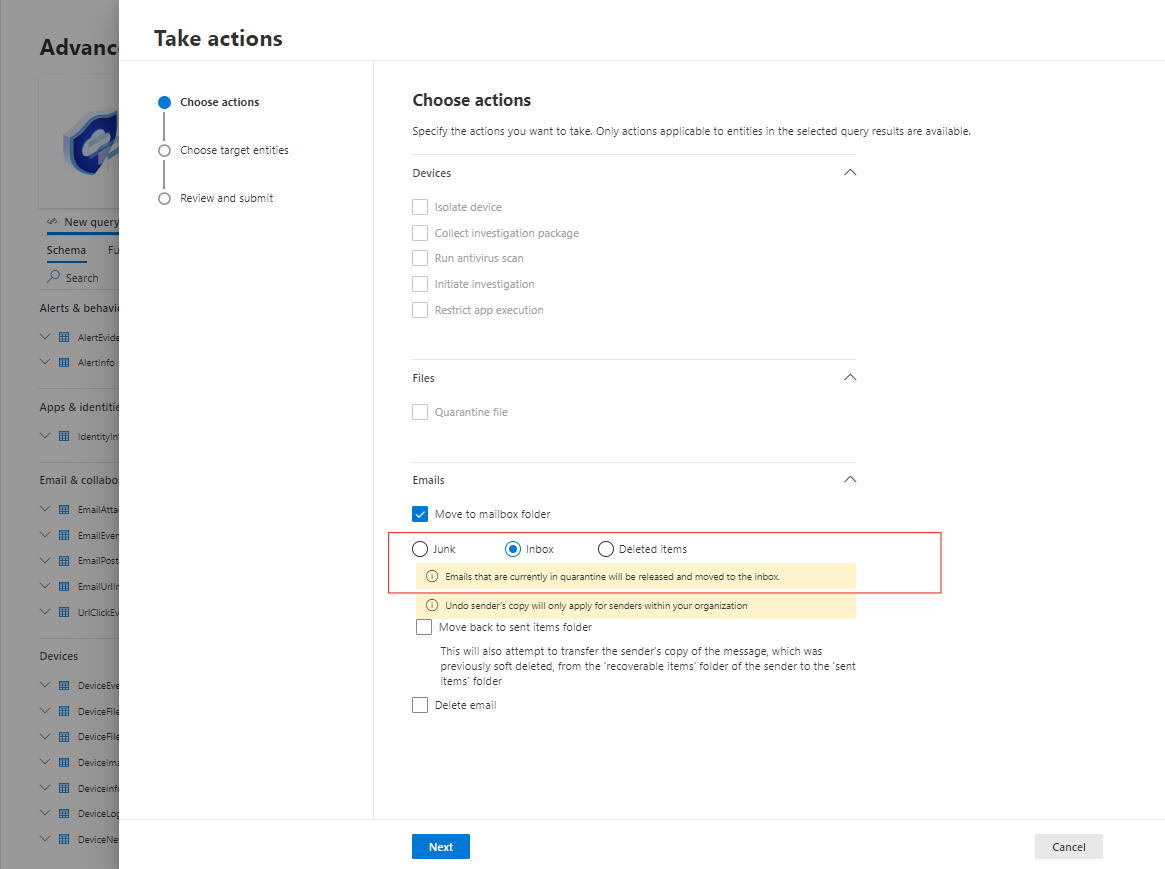 Advance
New query
Schema
Fu
Search
Alerts & behavio
AlertEvide
AlertInfo
Apps & identitie
IdentityInf
Email & collabo
EmailAttac
EmailEven
EmailPost
EmailUrlIn
UrlClickEv
Devices
DeviceEve
DeviceFile
DeviceFile
DeviceIma
DeviceInfo
DeviceLog
DeviceNe
Take actions
Choose actions
Choose target entities
Review and submit
Choose actions
Specify the actions you want to take. Only actions applicable to entities in the selected query results are available.
Devices
Isolate device
Collect investigation package
Run antivirus scan
Initiate investigation
Restrict app execution
Files
Quarantine file
Emails
Move to mailbox folder
Junk Inbox Deleted items
Emails that are currently in quarantine will be released and moved to the inbox.
Undo sender's copy will only apply for senders within your organization
Move back to sent items folder
This will also attempt to transfer the sender's copy of the message, which was
previously soft deleted, from the 'recoverable items' folder of the sender to the 'sent
items' folder
Delete email
Next
Cancel